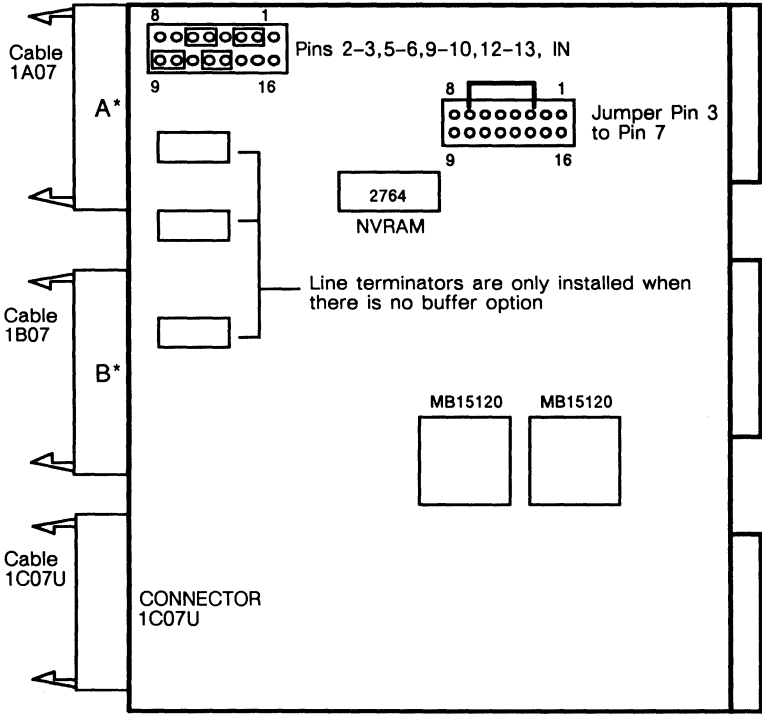 8 1
Cable
1A07
Pins 2-3,5-6,9-10,12-13, IN
9 16
A*
8 1
Jumper Pin 3
to Pin 7
9 16
2764
NVRAM
Line terminators are only installed when
there is no buffer option
Cable
1B07
B*
MB15120 MB15120
Cable
1C07U
CONNECTOR
1C07U